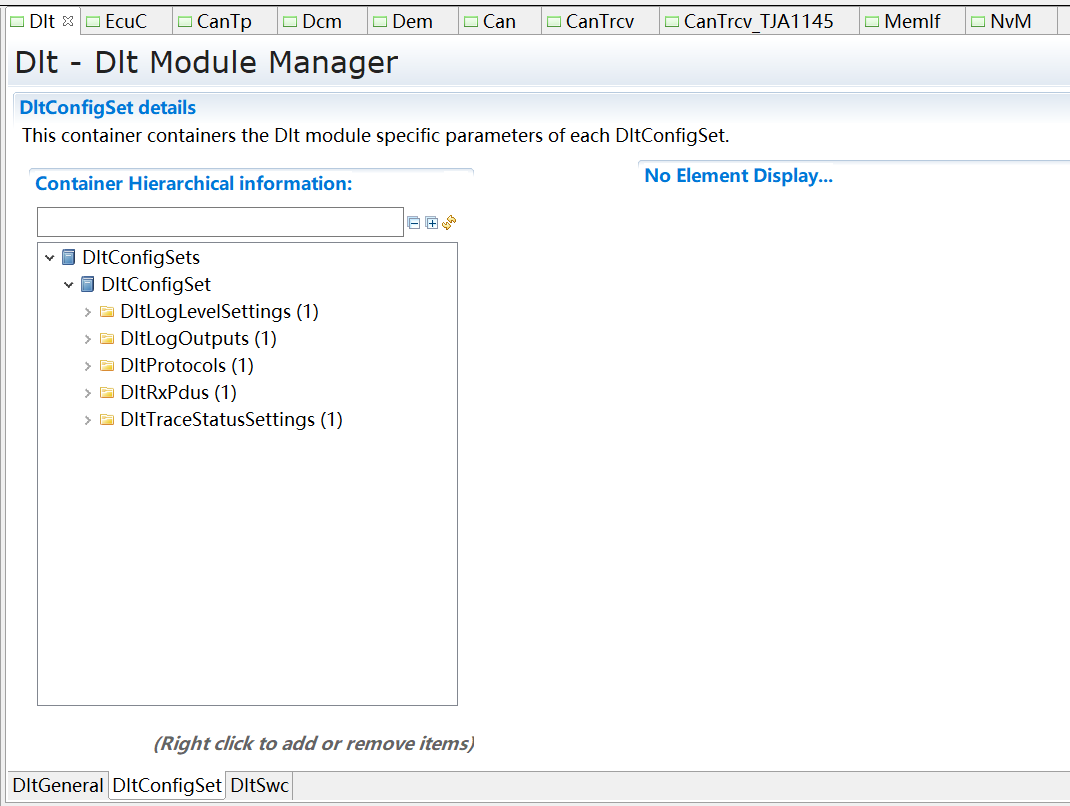 Dlt EcuC CanTp Dcm Dem Can CanTrcv CanTrcv_TJA1145 MemIf NvM
Dlt - Dlt Module Manager
DltConfigSet details
This container containers the Dlt module specific parameters of each DltConfigSet.
Container Hierarchical information:
No Element Display...
DltConfigSets
DltConfigSet
DltLogLevelSettings (1)
DltLogOutputs (1)
DltProtocols (1)
DltRxPdus (1)
DltTraceStatusSettings (1)
(Right click to add or remove items)
DltGeneral DltConfigSet DltSwc